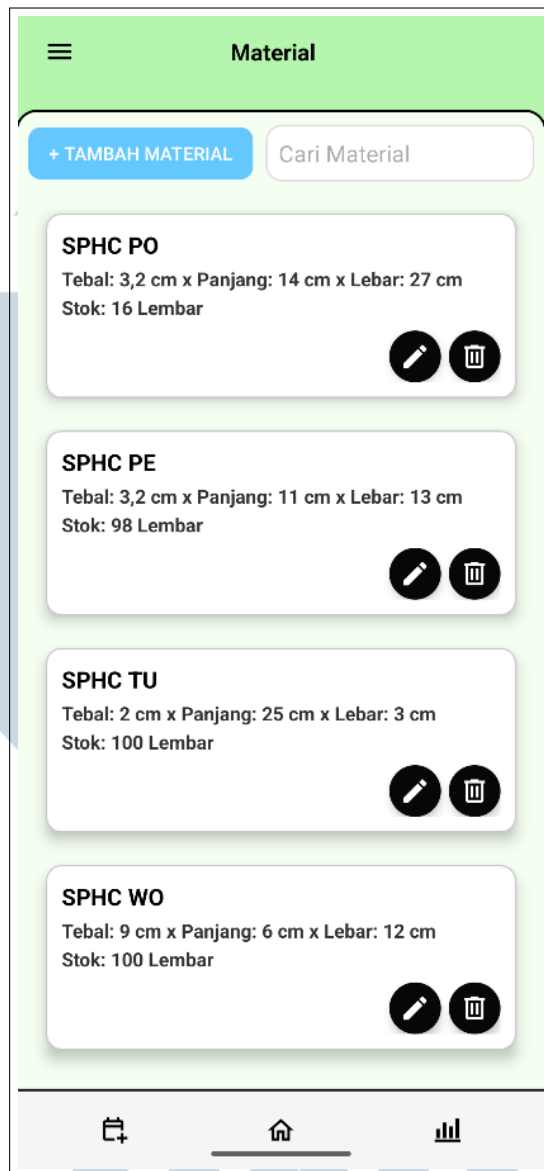 Material
+ TAMBAH MATERIAL
Cari Material
SPHC PO
Tebal: 3,2 cm x Panjang: 14 cm x Lebar: 27 cm
Stok: 16 Lembar
SPHC PE
Tebal: 3,2 cm x Panjang: 11 cm x Lebar: 13 cm
Stok: 98 Lembar
SPHC TU
Tebal: 2 cm x Panjang: 25 cm x Lebar: 3 cm
Stok: 100 Lembar
SPHC WO
Tebal: 9 cm x Panjang: 6 cm x Lebar: 12 cm
Stok: 100 Lembar